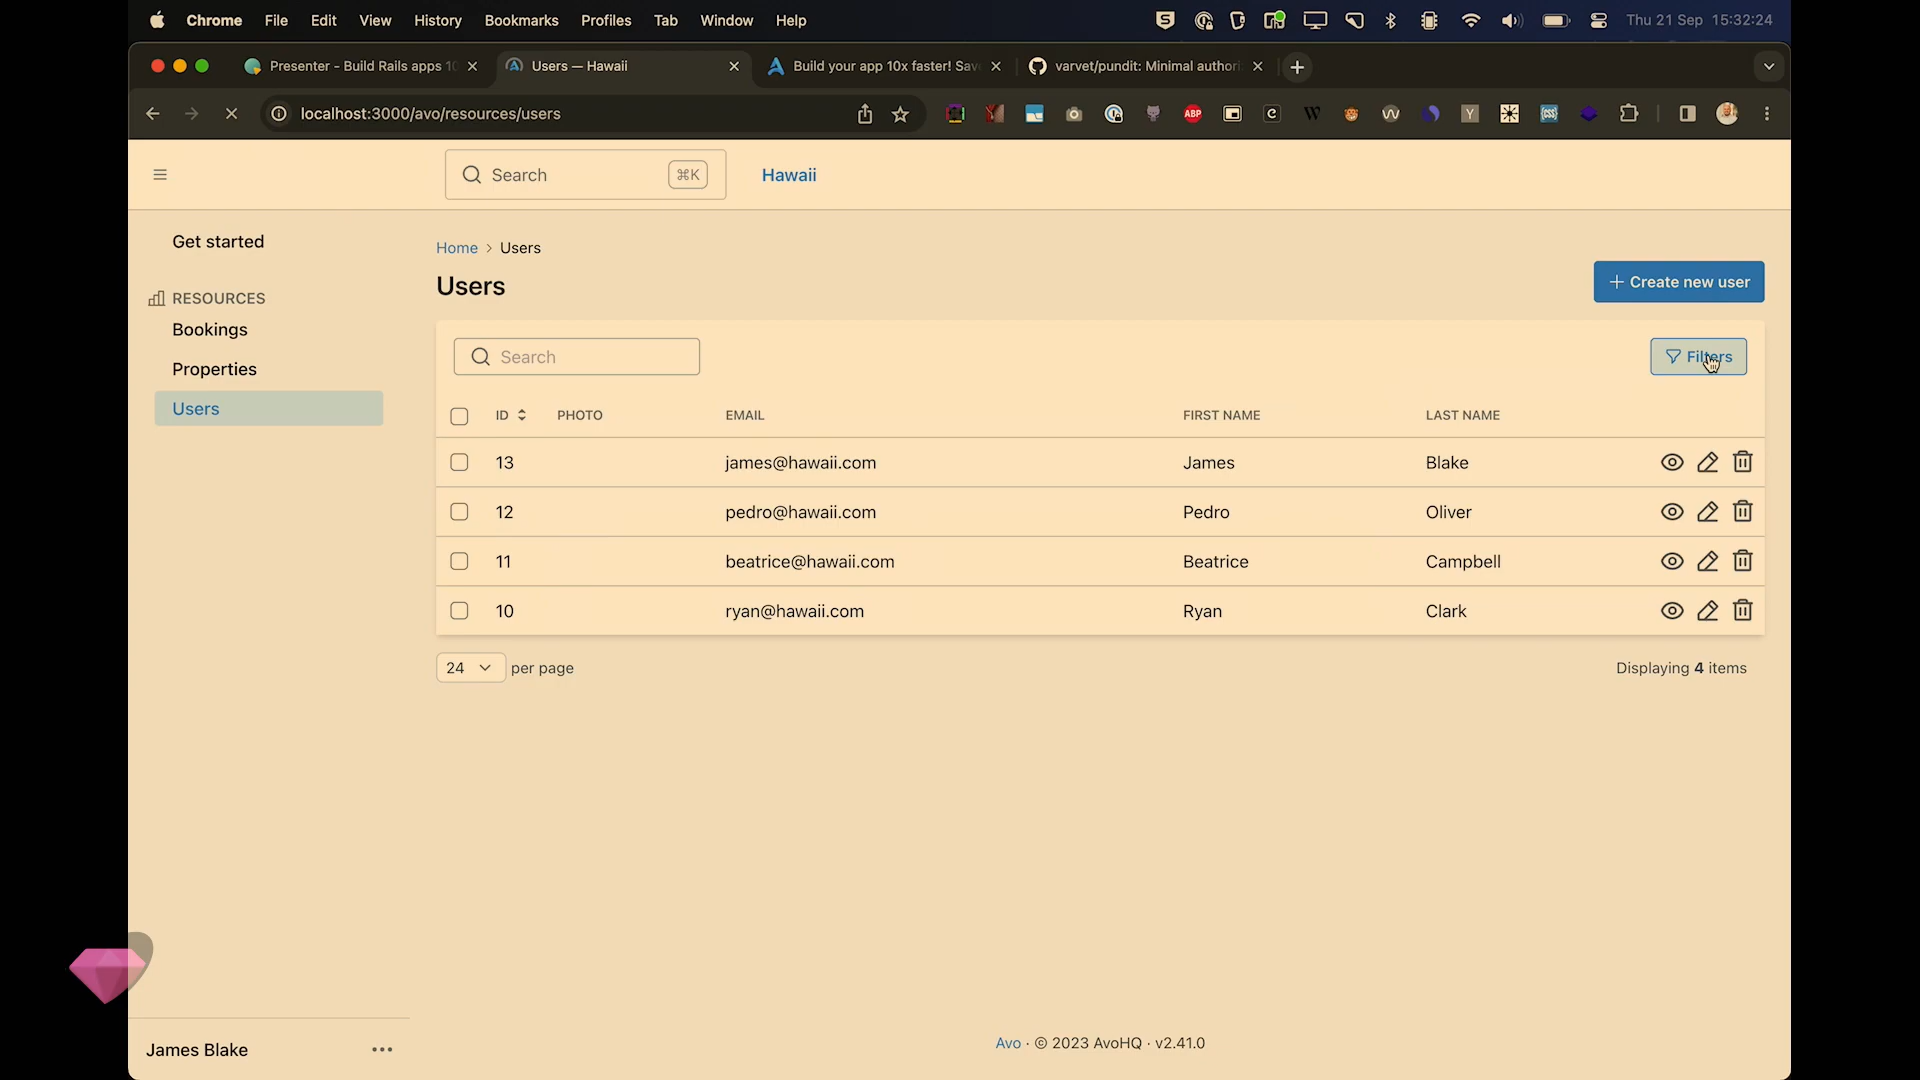 Chrome File Edit View History Bookmarks Profiles Tab Window Help Thu 21 Sep 15:32:24
Presenter - Build Rails apps 10 Users — Hawaii Build your app 10x faster! Sav varvet/pundit: Minimal authori
localhost:3000/avo/resources/users ABP C W Y {css}
Search ⌘K Hawaii
Get started
Home > Users
Users
+ Create new user
RESOURCES
Bookings
Properties
Users
Search
Filters
ID PHOTO EMAIL FIRST NAME LAST NAME
13 james@hawaii.com James Blake
12 pedro@hawaii.com Pedro Oliver
11 beatrice@hawaii.com Beatrice Campbell
10 ryan@hawaii.com Ryan Clark
24 per page Displaying 4 items
James Blake
Avo · © 2023 AvoHQ · v2.41.0